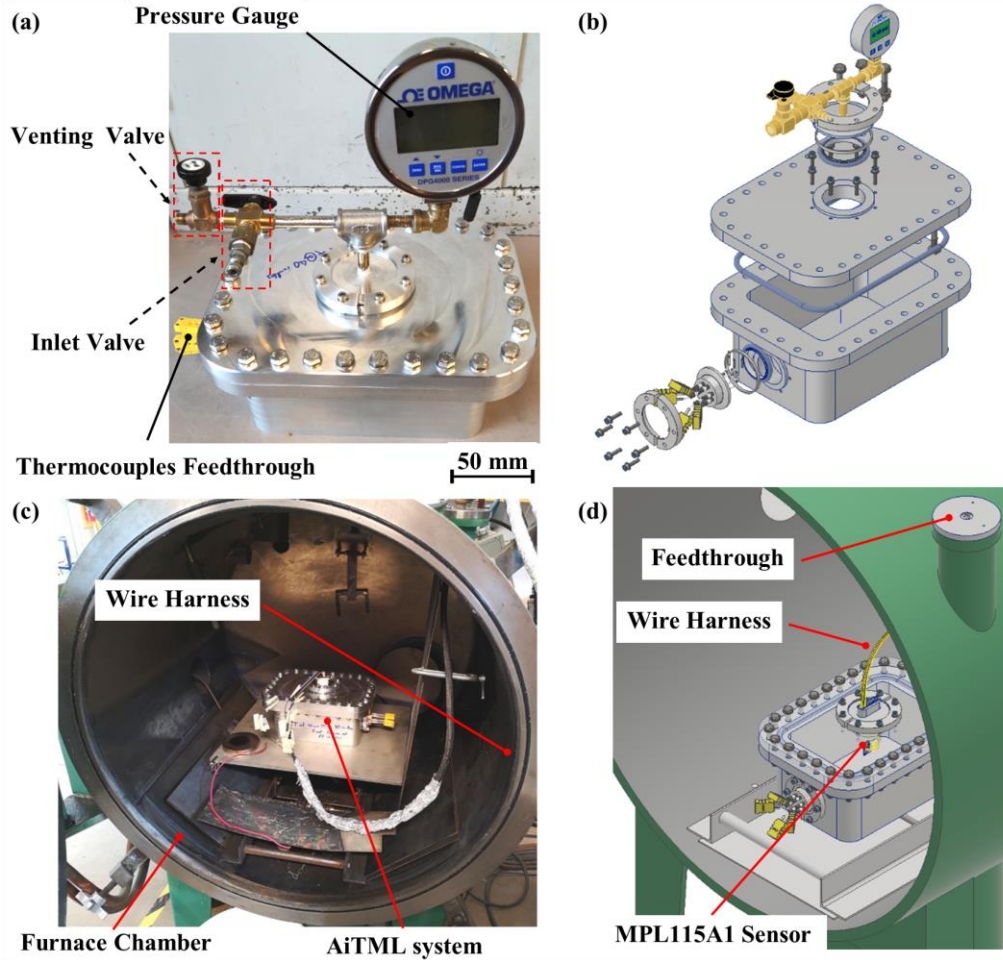 (a)
Pressure Gauge
(b)
Venting Valve
OMEGA
DPG4000 SERIES
Inlet Valve
Thermocouples Feedthrough
50 mm
(c)
(d)
Feedthrough
Wire Harness
Wire Harness
Furnace Chamber
AiTML system
MPL115A1 Sensor